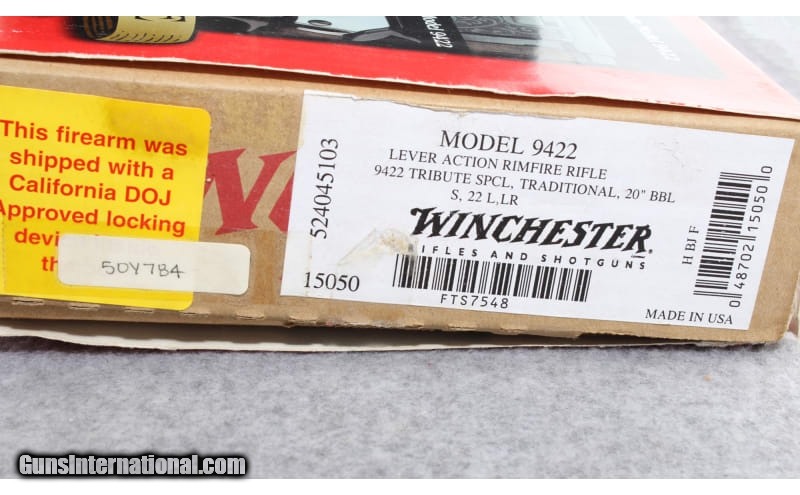 Model 9422
This firearm was
shipped with a
California DOJ
Approved locking
50Y7B4
524045103
15050
MODEL 9422
LEVER ACTION RIMFIRE RIFLE
9422 TRIBUTE SPCL, TRADITIONAL, 20" BBL
S, 22 L,LR
WINCHESTER
RIFLES AND SHOTGUNS
FTS7548
H BJ F
0 48702 15050 0
MADE IN USA
GunsInternational.com